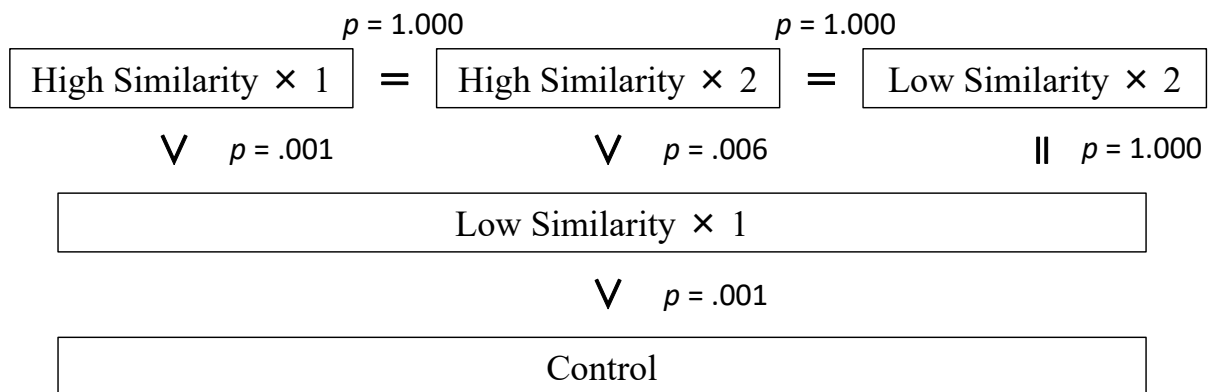 p = 1.000 p = 1.000
High Similarity × 1 = High Similarity × 2 = Low Similarity × 2
∨ p = .001 ∨ p = .006 || p = 1.000
Low Similarity × 1
∨ p = .001
Control